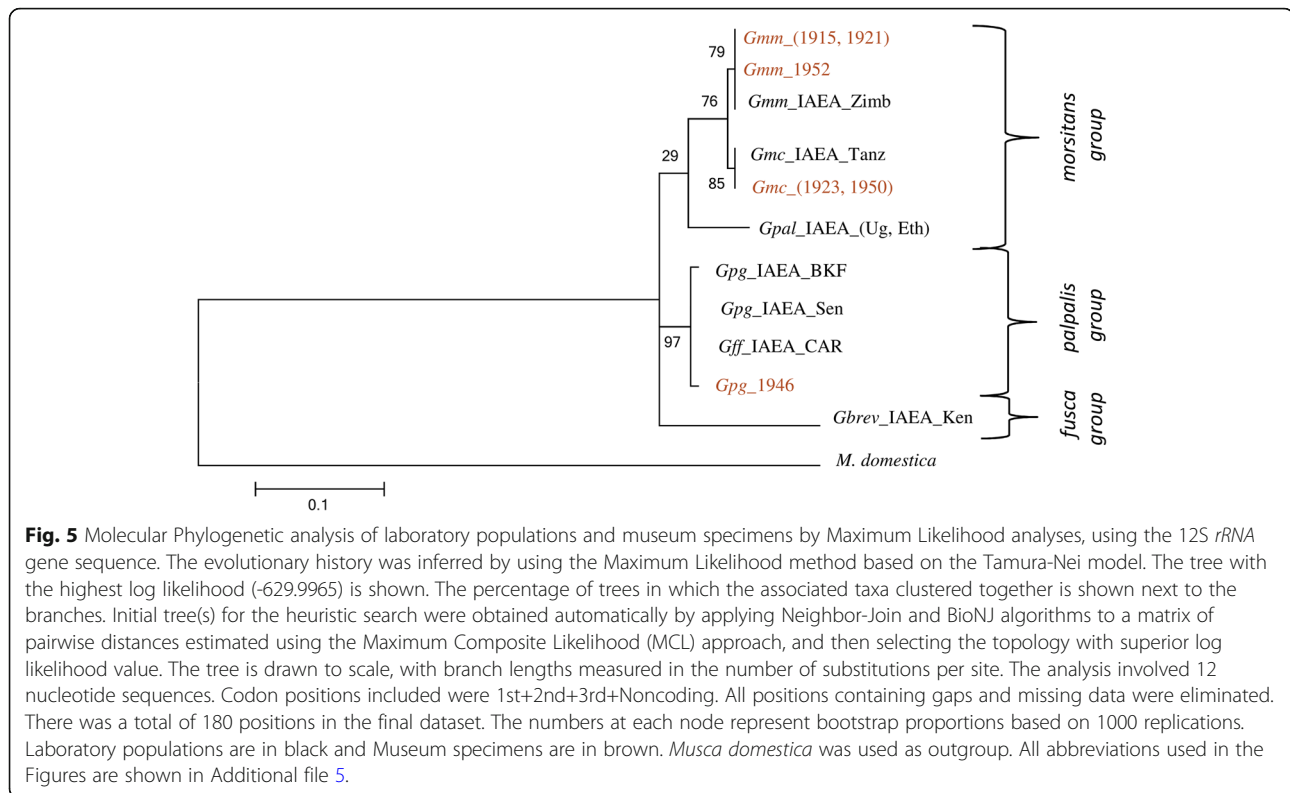 79
Gmm_(1915, 1921)
Gmm_1952
76
Gmm_IAEA_Zimb
29
Gmc_IAEA_Tanz
85
Gmc_(1923, 1950)
Gpal_IAEA_(Ug, Eth)
morsitans
group
Gpg_IAEA_BKF
Gpg_IAEA_Sen
97
Gff_IAEA_CAR
Gpg_1946
palpalis
group
Gbrev_IAEA_Ken
fusca
group
M. domestica
0.1
Fig. 5 Molecular Phylogenetic analysis of laboratory populations and museum specimens by Maximum Likelihood analyses, using the 12S rRNA
gene sequence. The evolutionary history was inferred by using the Maximum Likelihood method based on the Tamura-Nei model. The tree with
the highest log likelihood (-629.9965) is shown. The percentage of trees in which the associated taxa clustered together is shown next to the
branches. Initial tree(s) for the heuristic search were obtained automatically by applying Neighbor-Join and BioNJ algorithms to a matrix of
pairwise distances estimated using the Maximum Composite Likelihood (MCL) approach, and then selecting the topology with superior log
likelihood value. The tree is drawn to scale, with branch lengths measured in the number of substitutions per site. The analysis involved 12
nucleotide sequences. Codon positions included were 1st+2nd+3rd+Noncoding. All positions containing gaps and missing data were eliminated.
There was a total of 180 positions in the final dataset. The numbers at each node represent bootstrap proportions based on 1000 replications.
Laboratory populations are in black and Museum specimens are in brown. Musca domestica was used as outgroup. All abbreviations used in the
Figures are shown in Additional file 5.